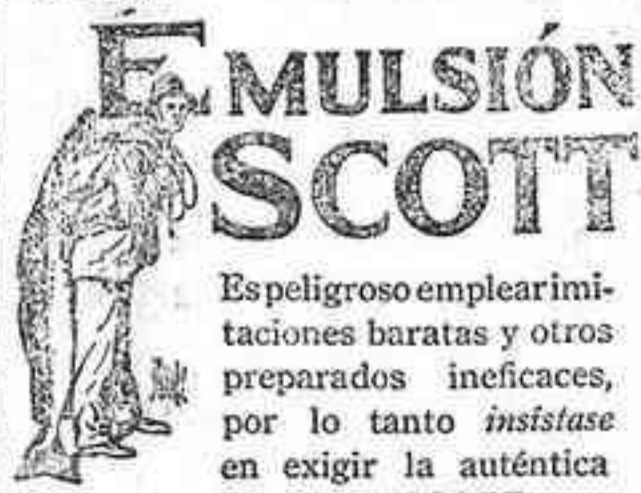 EMULSIÓN
SCOTT
Es peligroso emplear imi-
taciones baratas y otros
preparados ineficaces,
por lo tanto insístase
en exigir la auténtica